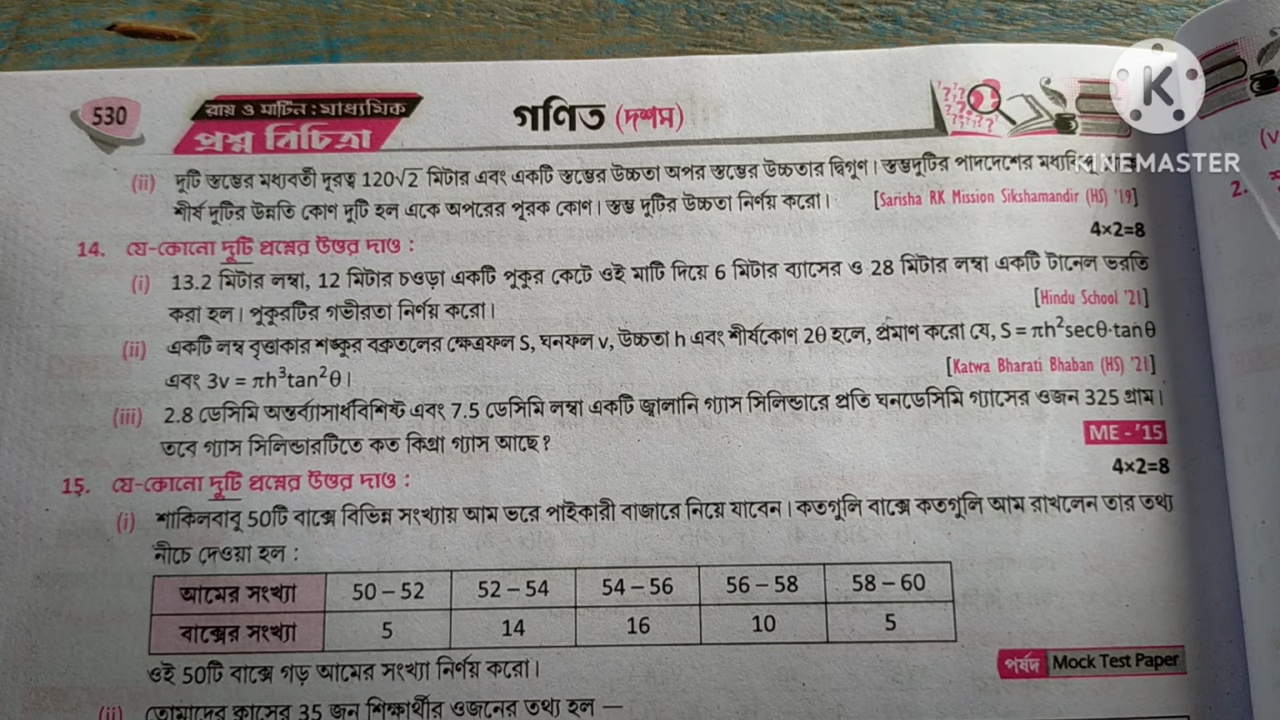 530
রায় ও মার্টিন : মাধ্যমিক
প্রশ্ন বিচিত্রা
গণিত (দশম)
K
KINEMASTER
(ii) দুটি স্তম্ভের মধ্যবর্তী দূরত্ব 120√2 মিটার এবং একটি স্তম্ভের উচ্চতা অপর স্তম্ভের উচ্চতার দ্বিগুণ। স্তম্ভদুটির পাদদেশের
শীর্ষ দুটির উন্নতি কোণ দুটি হল একে অপরের পূরক কোণ। স্তম্ভ দুটির উচ্চতা নির্ণয় করো। [Sarisha RK Mission Sikshamandir (HS) '19]
14. যে-কোনো দুটি প্রশ্নের উত্তর দাও : 4×2=8
(i) 13.2 মিটার লম্বা, 12 মিটার চওড়া একটি পুকুর কেটে ওই মাটি দিয়ে 6 মিটার ব্যাসের ও 28 মিটার লম্বা একটি টানেল ভরতি
করা হল। পুকুরটির গভীরতা নির্ণয় করো। [Hindu School '21]
(ii) একটি লম্ব বৃত্তাকার শঙ্কুর বক্রতলের ক্ষেত্রফল S, ঘনফল v, উচ্চতা h এবং শীর্ষকোণ 2θ হলে, প্রমাণ করো যে, S = πh²secθ·tanθ
এবং 3v = πh³tan²θ। [Katwa Bharati Bhaban (HS) '21]
(iii) 2.8 ডেসিমি অন্তর্ব্যাসার্ধবিশিষ্ট এবং 7.5 ডেসিমি লম্বা একটি জ্বালানি গ্যাস সিলিন্ডারে প্রতি ঘনডেসিমি গ্যাসের ওজন 325 গ্রাম।
তবে গ্যাস সিলিন্ডারটিতে কত কিগ্রা গ্যাস আছে? ME - '15
15. যে-কোনো দুটি প্রশ্নের উত্তর দাও : 4×2=8
(i) শাকিলবাবু 50টি বাক্সে বিভিন্ন সংখ্যায় আম ভরে পাইকারী বাজারে নিয়ে যাবেন। কতগুলি বাক্সে কতগুলি আম রাখলেন তার তথ্য
নীচে দেওয়া হল :
আমের সংখ্যা 50 – 52 52 – 54 54 – 56 56 – 58 58 – 60
বাক্সের সংখ্যা 5 14 16 10 5
ওই 50টি বাক্সে গড় আমের সংখ্যা নির্ণয় করো। পর্ষদ Mock Test Paper
(ii) তোমাদের ক্লাসের 35 জন শিক্ষার্থীর ওজনের তথ্য হল —
2.